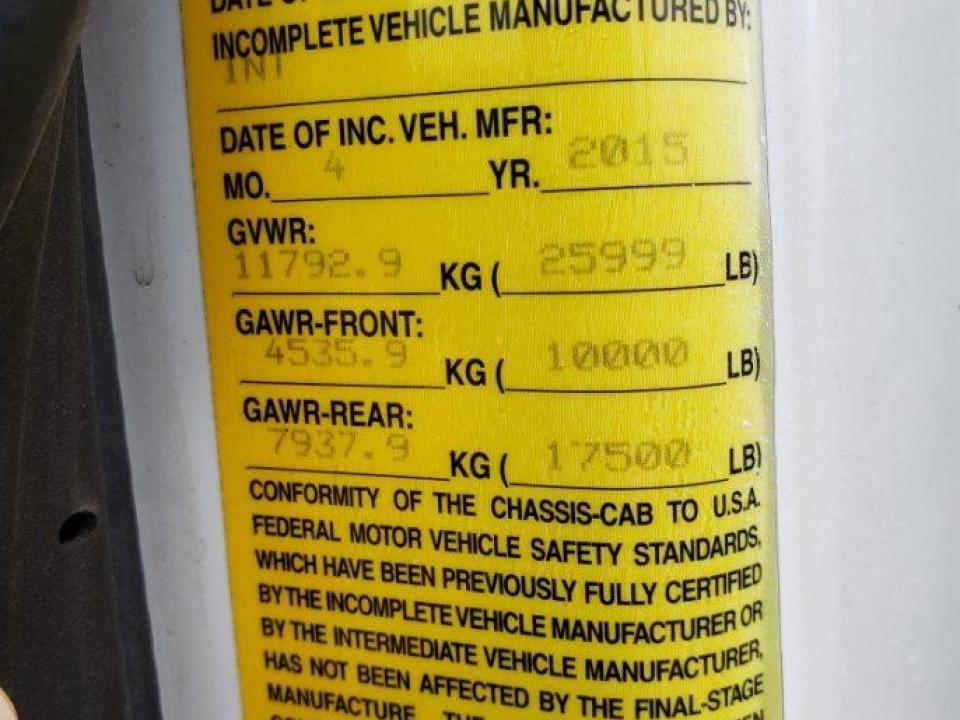 DATE OF
INCOMPLETE VEHICLE MANUFACTURED BY:
INT
DATE OF INC. VEH. MFR:
MO. 4 YR. 2015
GVWR:
11792.9 KG ( 25999 LB)
GAWR-FRONT:
4535.9 KG ( 10000 LB)
GAWR-REAR:
7937.9 KG ( 17500 LB)
CONFORMITY OF THE CHASSIS-CAB TO U.S.A.
FEDERAL MOTOR VEHICLE SAFETY STANDARDS,
WHICH HAVE BEEN PREVIOUSLY FULLY CERTIFIED
BY THE INCOMPLETE VEHICLE MANUFACTURER OR
BY THE INTERMEDIATE VEHICLE MANUFACTURER,
HAS NOT BEEN AFFECTED BY THE FINAL-STAGE
MANUFACTURE. THE